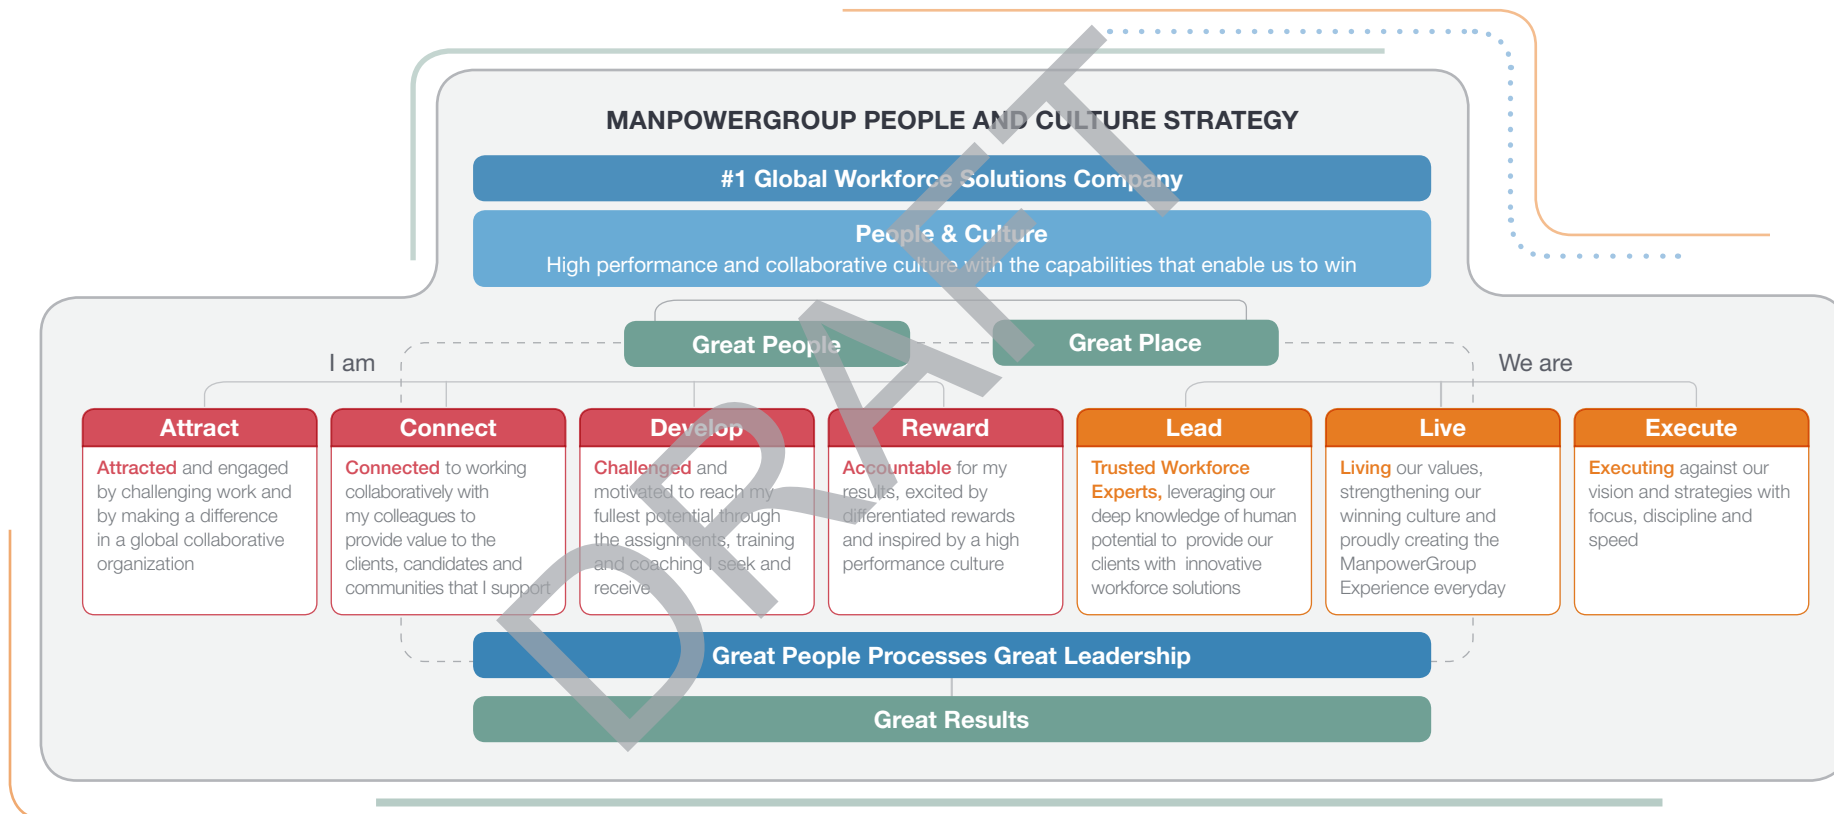 MANPOWERGROUP PEOPLE AND CULTURE STRATEGY
#1 Global Workforce Solutions Company
People & Culture
High performance and collaborative culture with the capabilities that enable us to win
Great People
Great Place
I am
We are
Attract
Attracted and engaged
by challenging work and
by making a difference
in a global collaborative
organization
Connect
Connected to working
collaboratively with
my colleagues to
provide value to the
clients, candidates and
communities that I support
Develop
Challenged and
motivated to reach my
fullest potential through
the assignments, training
and coaching I seek and
receive
Reward
Accountable for my
results, excited by
differentiated rewards
and inspired by a high
performance culture
Lead
Trusted Workforce
Experts, leveraging our
deep knowledge of human
potential to provide our
clients with innovative
workforce solutions
Live
Living our values,
strengthening our
winning culture and
proudly creating the
ManpowerGroup
Experience everyday
Execute
Executing against our
vision and strategies with
focus, discipline and
speed
Great People Processes Great Leadership
Great Results
DRAFT